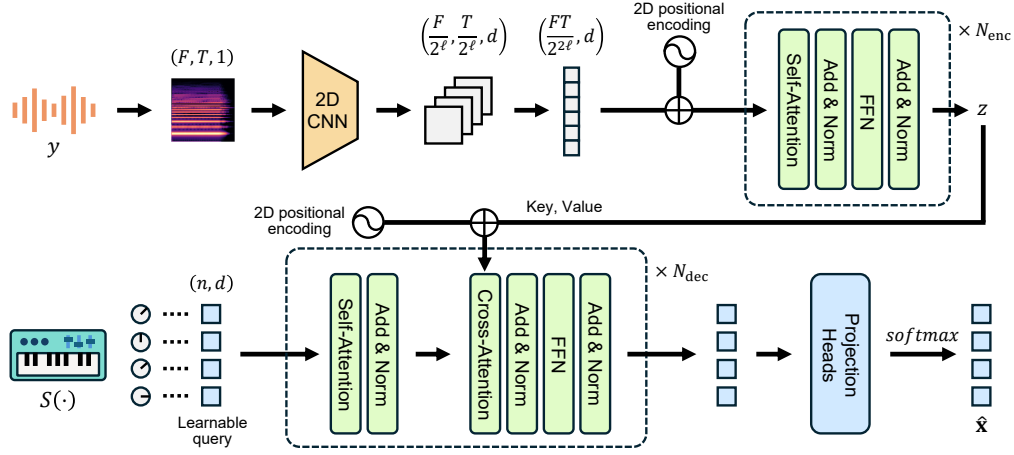 y
(F, T, 1)
2D
CNN
(F/2^ℓ, T/2^ℓ, d)
(FT/2^{2ℓ}, d)
2D positional
encoding
Self-Attention
Add & Norm
FFN
Add & Norm
× N_enc
z
2D positional
encoding
Key, Value
S(·)
(n, d)
Learnable
query
Self-Attention
Add & Norm
Cross-Attention
Add & Norm
FFN
Add & Norm
× N_dec
Projection
Heads
softmax
x̂